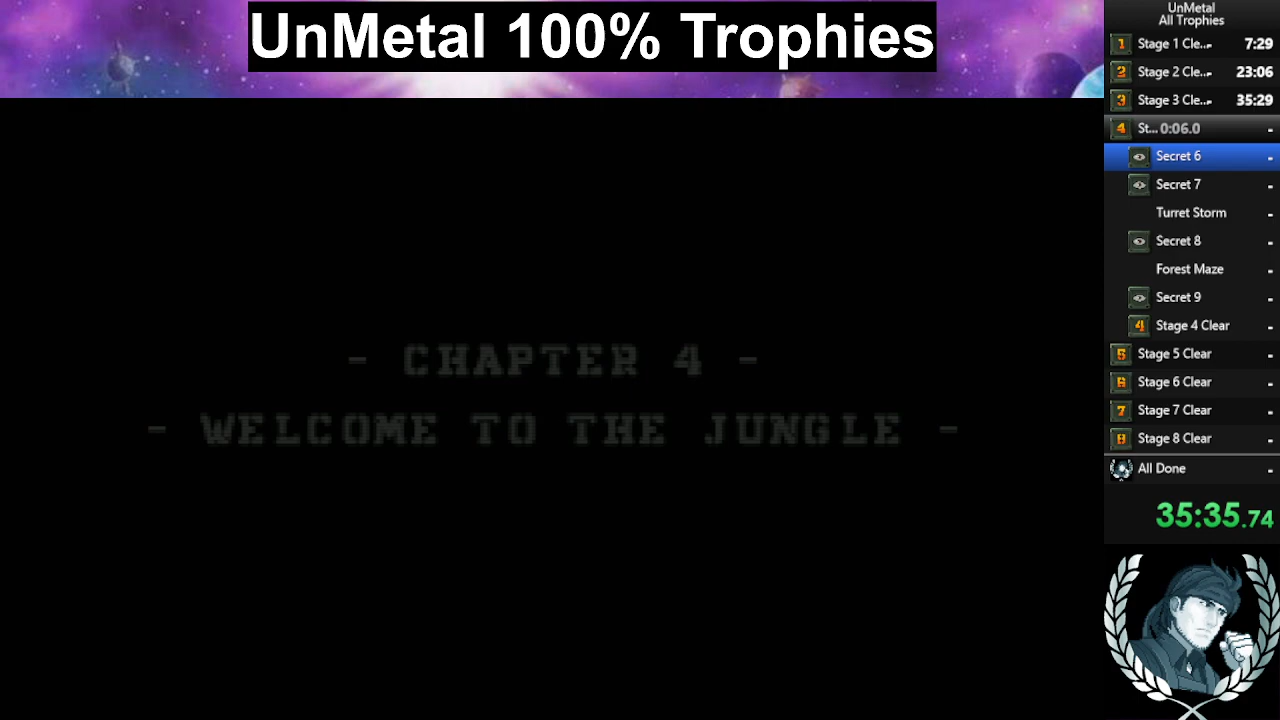 UnMetal 100% Trophies
- CHAPTER 4 -
- WELCOME TO THE JUNGLE -
UnMetal
All Trophies
1 Stage 1 Cle... 7:29
2 Stage 2 Cle... 23:06
3 Stage 3 Cle... 35:29
4 St... 0:06.0 -
Secret 6 -
Secret 7 -
Turret Storm -
Secret 8 -
Forest Maze -
Secret 9 -
4 Stage 4 Clear -
5 Stage 5 Clear -
6 Stage 6 Clear -
7 Stage 7 Clear -
8 Stage 8 Clear -
All Done -
35:35.74